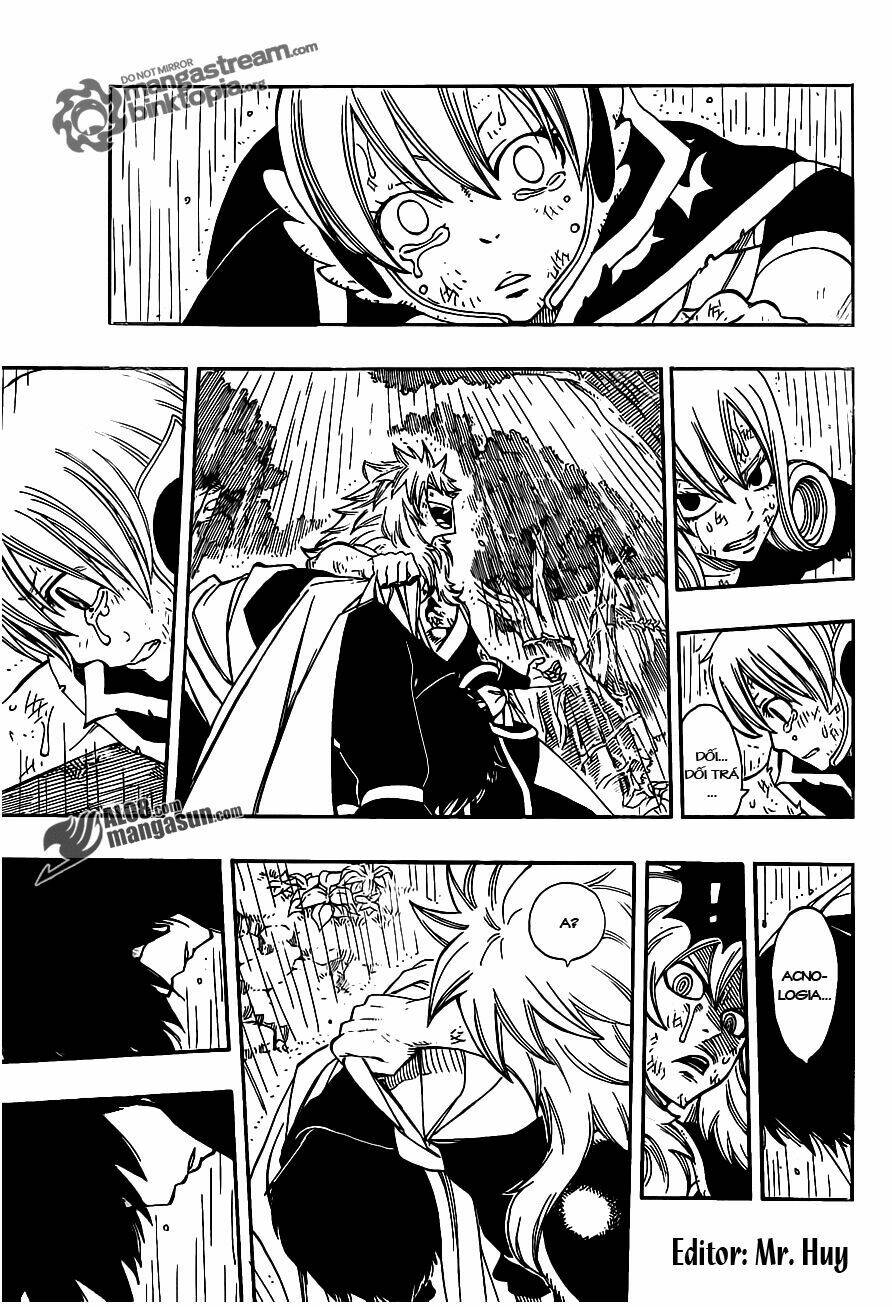 DO NOT MIRROR
mangastream.com
binktopia.org
DỐI...
DỐI TRÁ
...
ALO8.com
mangasun.com
!
ACNO-
LOGIA...
A?
Editor: Mr. Huy